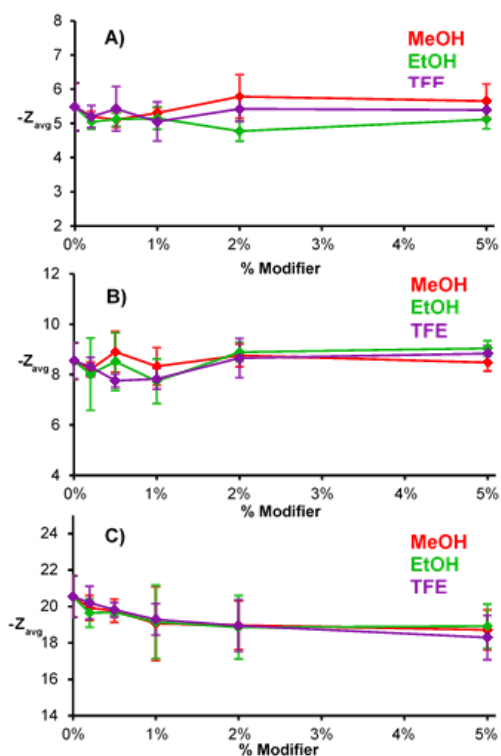 A)
MeOH
EtOH
TFE
8
7
6
5
4
3
2
-Zavg
0% 1% 2% 3% 4% 5%
% Modifier
B)
MeOH
EtOH
TFE
12
10
8
6
4
-Zavg
0% 1% 2% 3% 4% 5%
% Modifier
C)
MeOH
EtOH
TFE
24
22
20
18
16
14
-Zavg
0% 1% 2% 3% 4% 5%
% Modifier